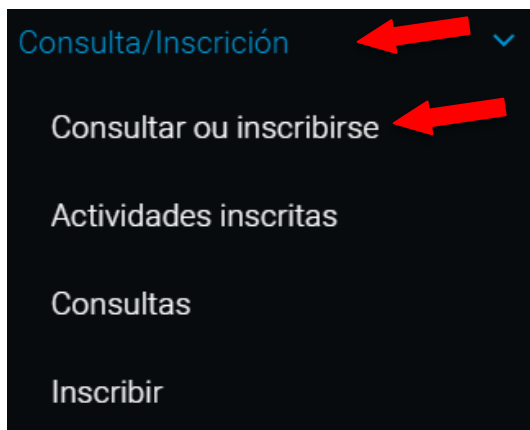 Consulta/Inscrición
Consultar ou inscribirse
Actividades inscritas
Consultas
Inscribir